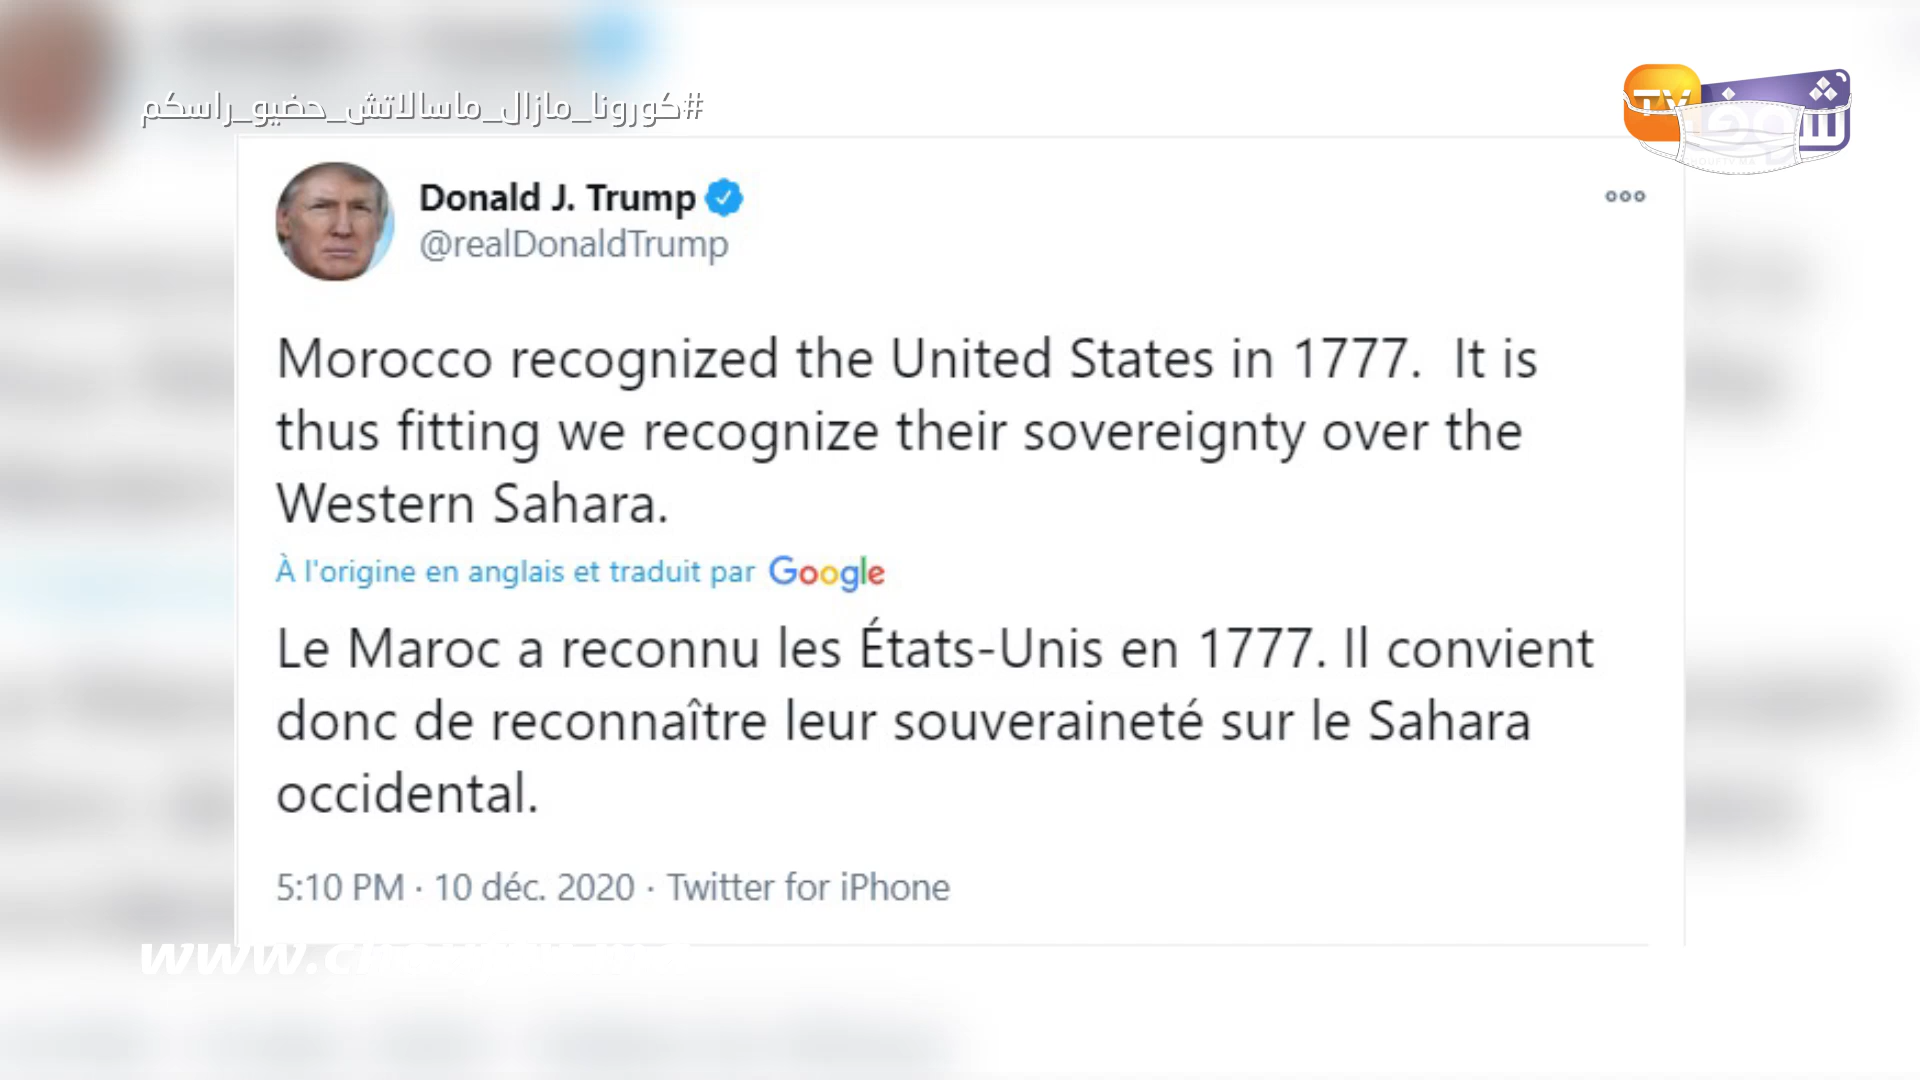 #كورونا_مازال_ماسالاتش_حضيو_راسكم
TV شوف
CHOUFTV.MA
Donald J. Trump
@realDonaldTrump
Morocco recognized the United States in 1777. It is
thus fitting we recognize their sovereignty over the
Western Sahara.
À l'origine en anglais et traduit par Google
Le Maroc a reconnu les États-Unis en 1777. Il convient
donc de reconnaître leur souveraineté sur le Sahara
occidental.
5:10 PM · 10 déc. 2020 · Twitter for iPhone